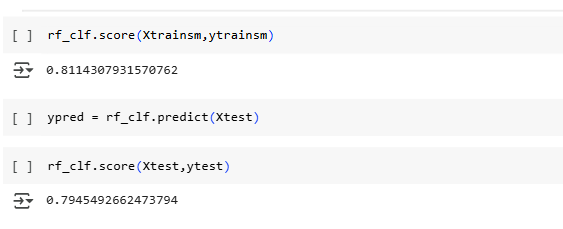 [ ] rf_clf.score(Xtrainsm,ytrainsm)
0.8114307931570762
[ ] ypred = rf_clf.predict(Xtest)
[ ] rf_clf.score(Xtest,ytest)
0.7945492662473794